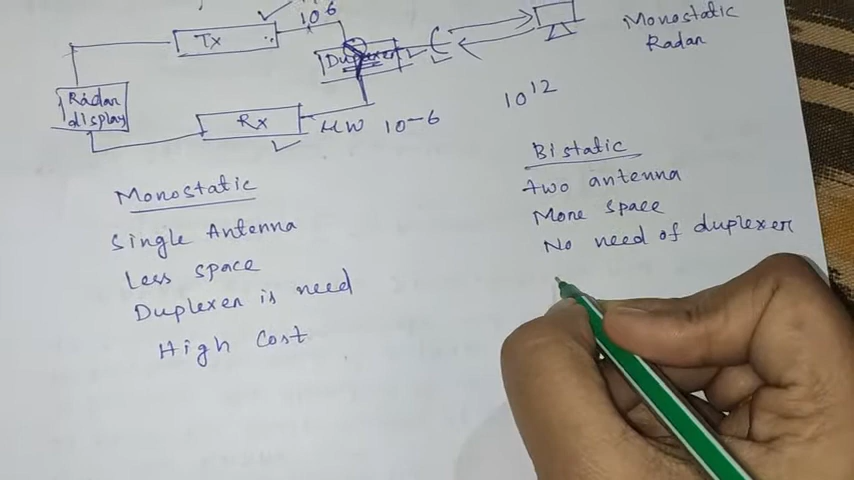 10 6
Tx
Duplexer
Monostatic
Radar
Radar
display
Rx
MW 10-6
10 12
Monostatic
Single Antenna
Less space
Duplexer is need
High Cost
Bistatic
Two antenna
More space
No need of duplexer